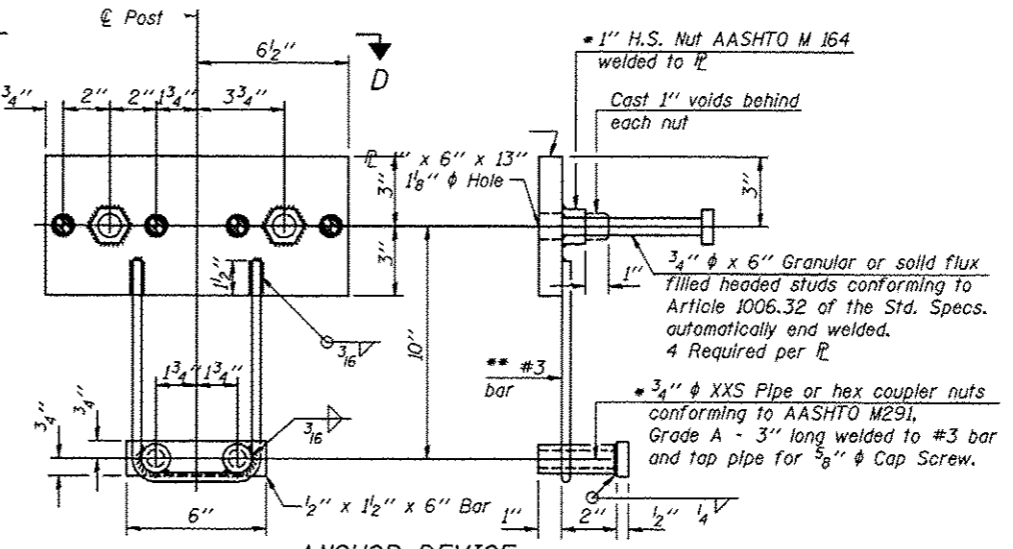 ℄ Post
6½"
D
¾"
2"
2"
1¾"
3¾"
* 1" H.S. Nut AASHTO M 164
welded to ℙL
Cast 1" voids behind
each nut
ℙL " x 6" x 13"
1⅛" ϕ Hole
3"
3"
3"
1½"
1"
¾" ϕ x 6" Granular or solid flux
filled headed studs conforming to
Article 1006.32 of the Std. Specs.
automatically end welded.
4 Required per ℙL
3/16
10"
** #3
bar
1¾"
1¾"
¾"
¾"
3/16
* ¾" ϕ XXS Pipe or hex coupler nuts
conforming to AASHTO M291,
Grade A - 3" long welded to #3 bar
and tap pipe for ⅝" ϕ Cap Screw.
½" x 1½" x 6" Bar
6"
1"
2"
½"
¼
ANCHOR DEVICE